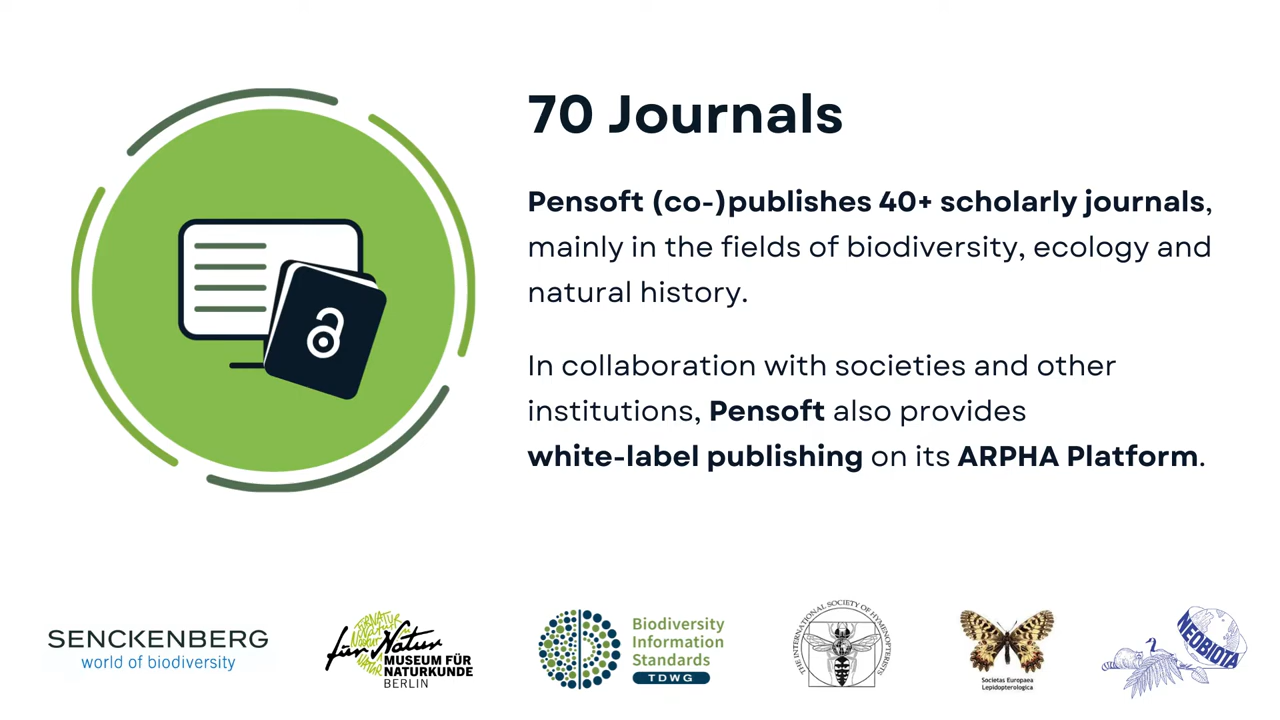 70 Journals
Pensoft (co-)publishes 40+ scholarly journals,
mainly in the fields of biodiversity, ecology and
natural history.
In collaboration with societies and other
institutions, Pensoft also provides
white-label publishing on its ARPHA Platform.
SENCKENBERG
world of biodiversity
für Natur
MUSEUM FÜR
NATURKUNDE
BERLIN
Biodiversity
Information
Standards
TDWG
THE INTERNATIONAL SOCIETY OF HYMENOPTERISTS
Societas Europaea
Lepidopterologica
NEOBIOTA